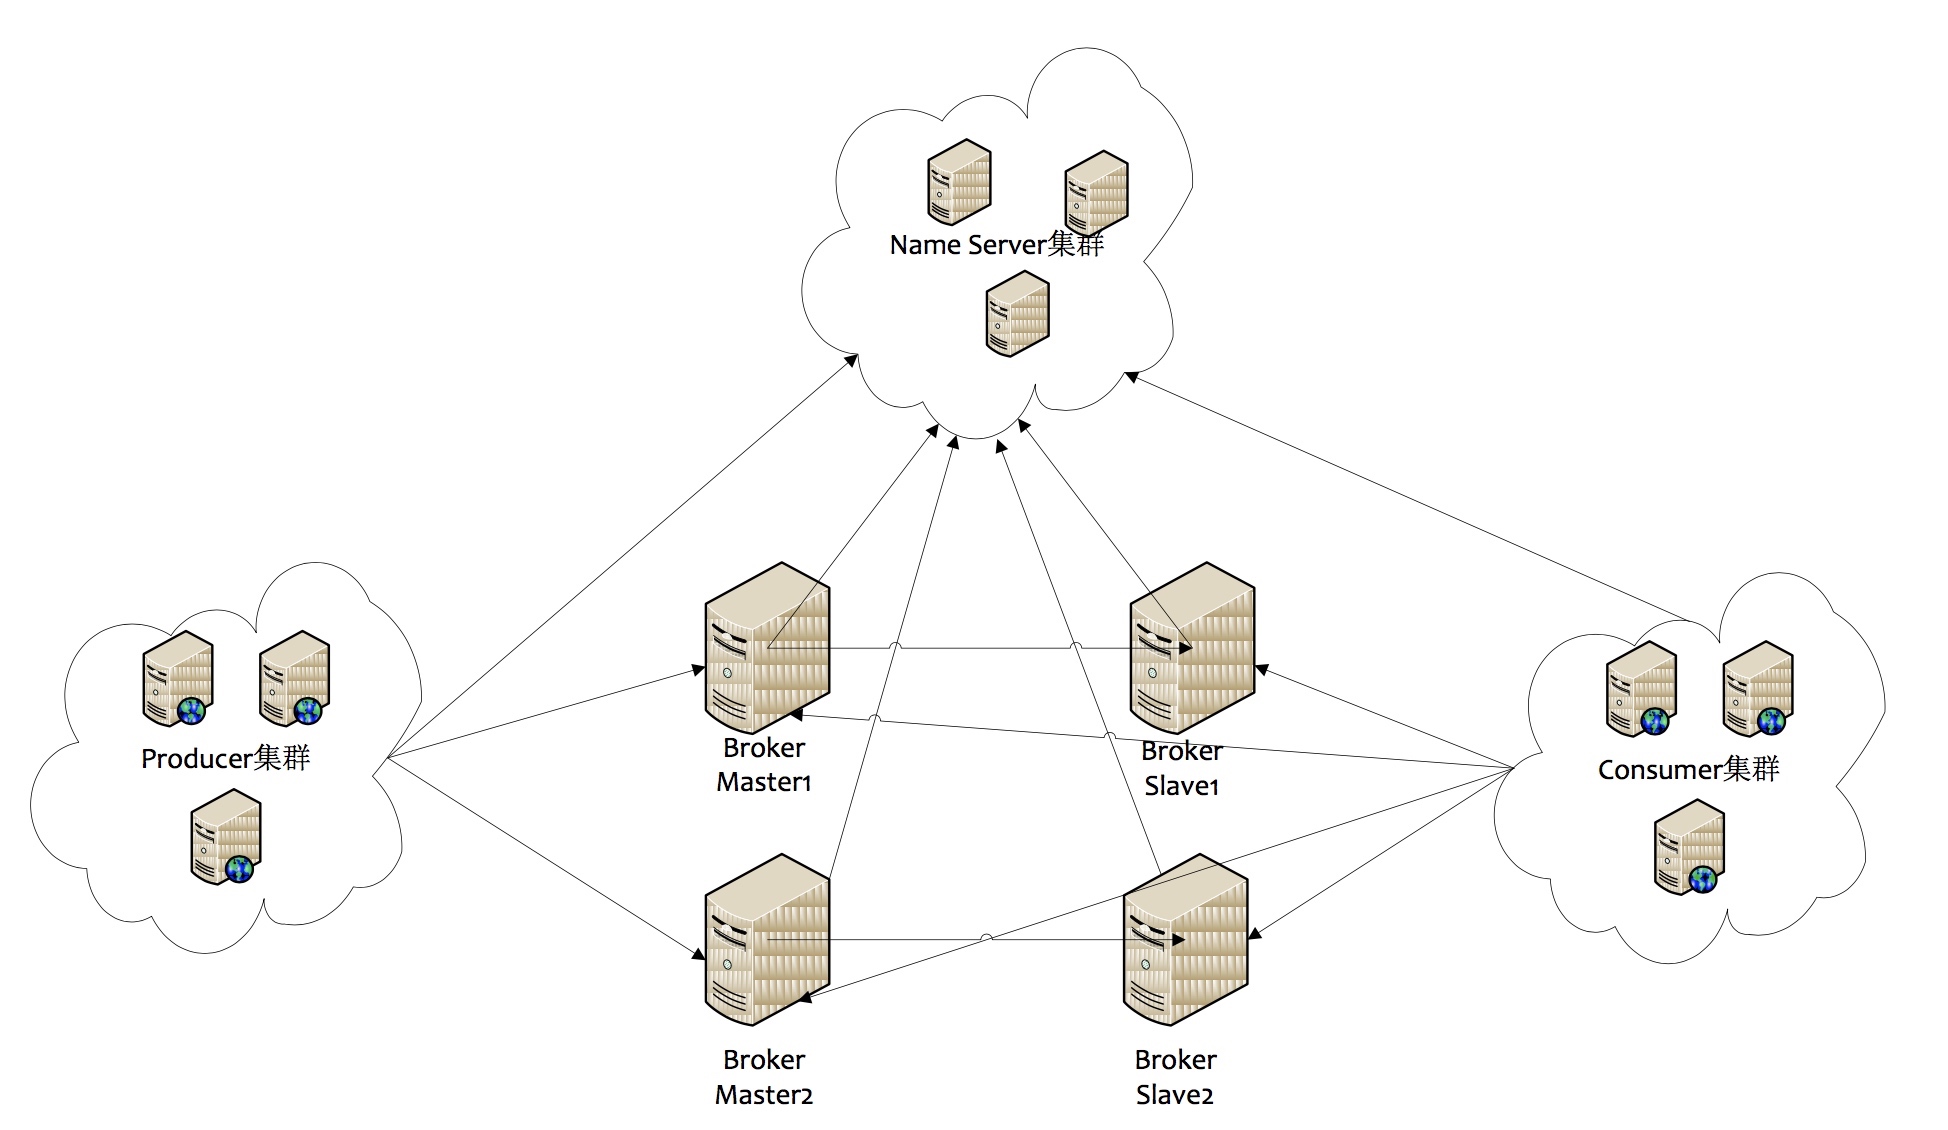 Name Server集群
Producer集群
Broker
Master1
Broker
Slave1
Consumer集群
Broker
Master2
Broker
Slave2